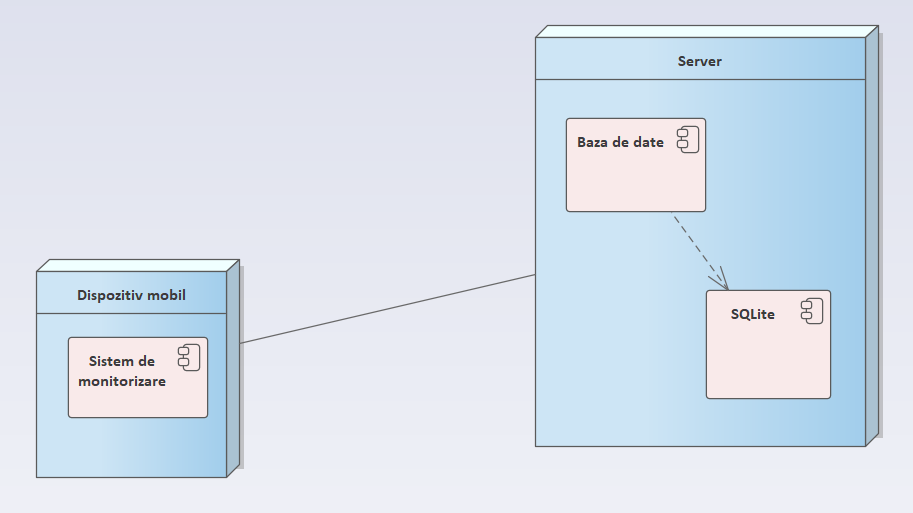 Server
Baza de date
SQLite
Dispozitiv mobil
Sistem de
monitorizare